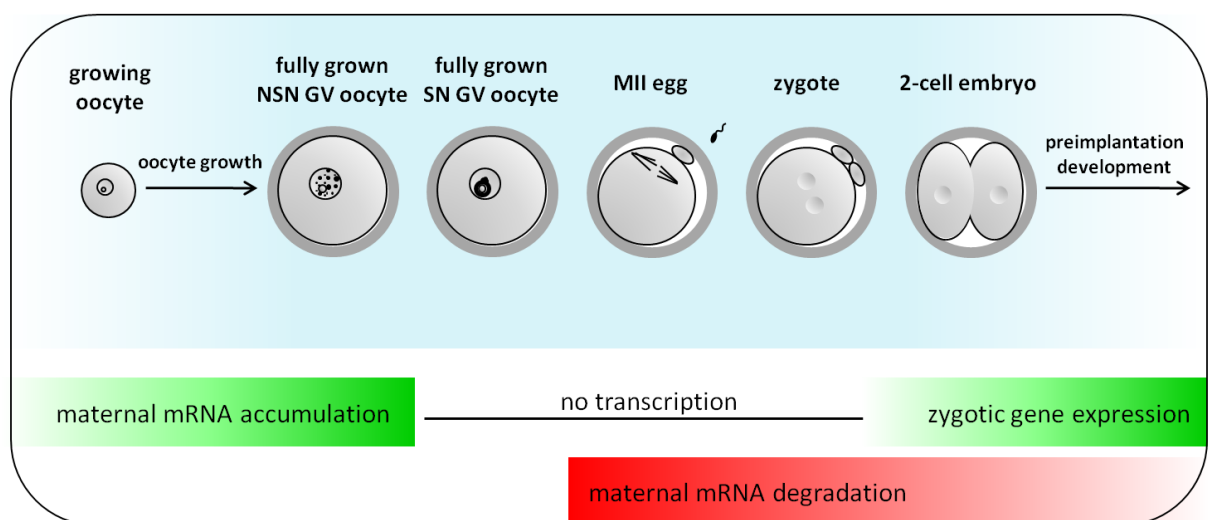 growing
oocyte
oocyte growth
fully grown
NSN GV oocyte
fully grown
SN GV oocyte
MII egg
zygote
2-cell embryo
preimplantation
development
maternal mRNA accumulation
no transcription
zygotic gene expression
maternal mRNA degradation